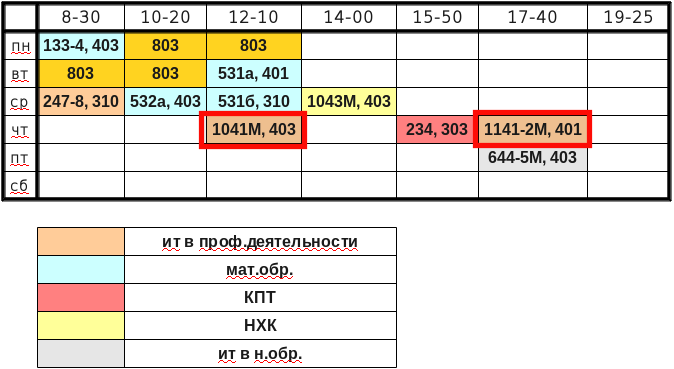 8-30 10-20 12-10 14-00 15-50 17-40 19-25
пн 133-4, 403 803 803
вт 803 803 531а, 401
ср 247-8, 310 532а, 403 531б, 310 1043М, 403
чт 1041М, 403 234, 303 1141-2М, 401
пт 644-5М, 403
сб
ит в проф.деятельности
мат.обр.
КПТ
НХК
ит в н.обр.